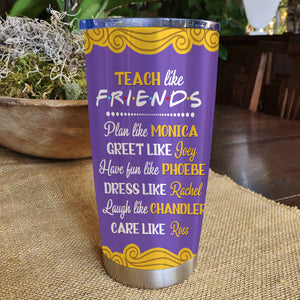 TEACH like
F·R·I·E·N·D·S
Plan like MONICA
GREET LIKE Joey
Have fun like PHOEBE
DRESS LIKE Rachel
Laugh like CHANDLER
CARE LIKE Ross